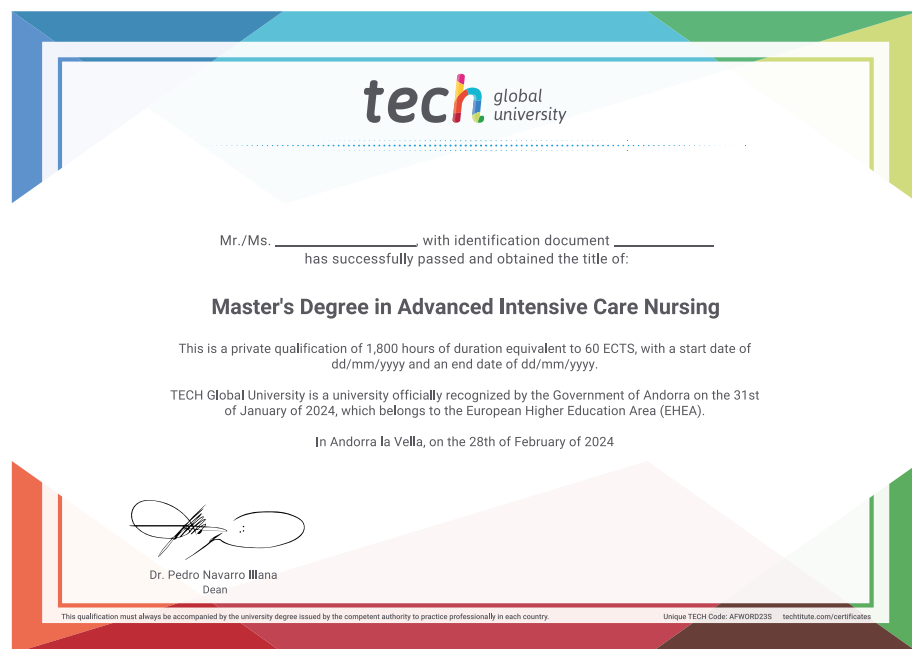 tech global
university
Mr./Ms. ____________, with identification document ____________
has successfully passed and obtained the title of:
Master's Degree in Advanced Intensive Care Nursing
This is a private qualification of 1,800 hours of duration equivalent to 60 ECTS, with a start date of
dd/mm/yyyy and an end date of dd/mm/yyyy.
TECH Global University is a university officially recognized by the Government of Andorra on the 31st
of January of 2024, which belongs to the European Higher Education Area (EHEA).
In Andorra la Vella, on the 28th of February of 2024
Dr. Pedro Navarro Illana
Dean
This qualification must always be accompanied by the university degree issued by the competent authority to practice professionally in each country.
Unique TECH Code: AFWORD23S techtitute.com/certificates